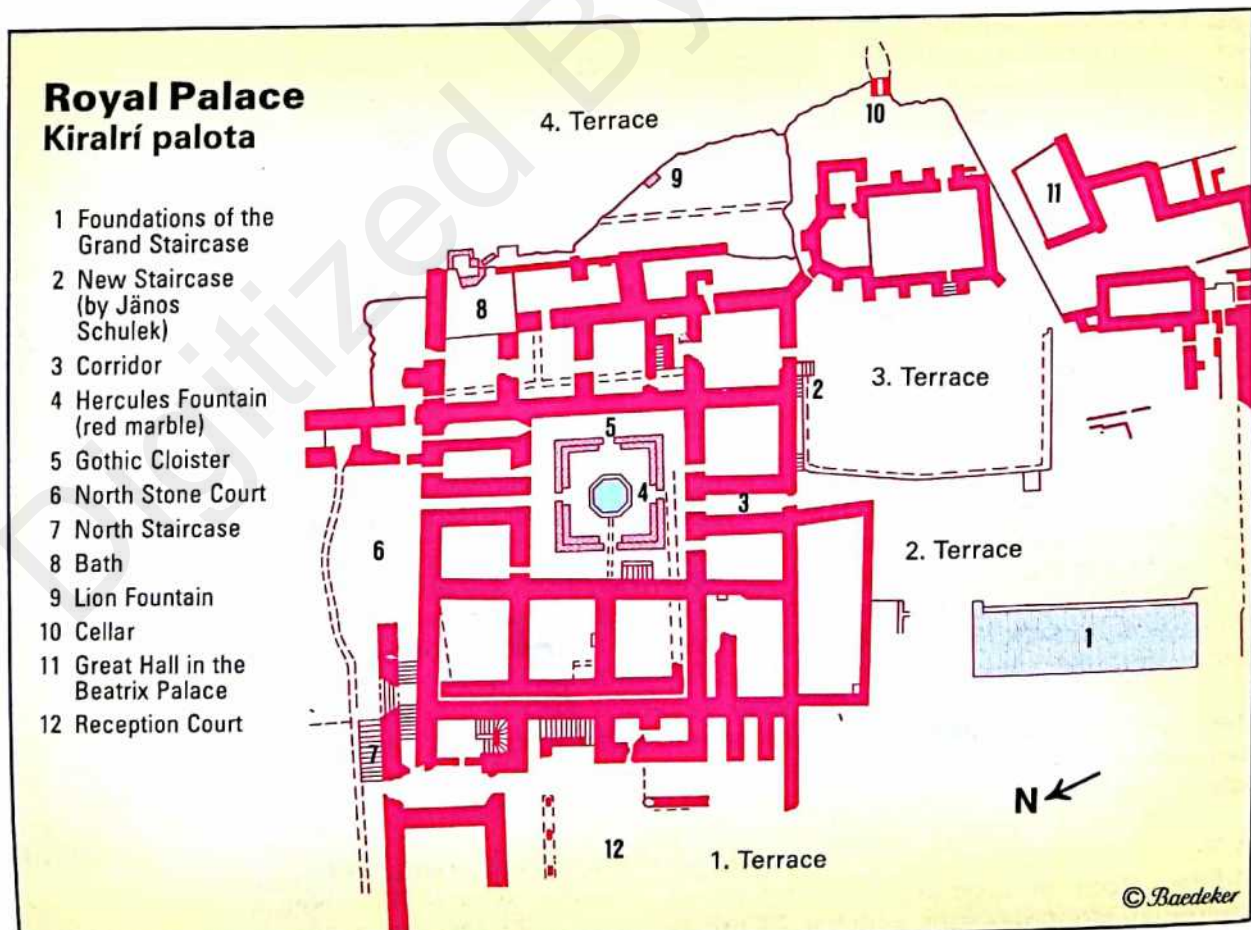 Digitized By
Royal Palace
Kiralrí palota
1 Foundations of the
Grand Staircase
2 New Staircase
(by Jänos
Schulek)
3 Corridor
4 Hercules Fountain
(red marble)
5 Gothic Cloister
6 North Stone Court
7 North Staircase
8 Bath
9 Lion Fountain
10 Cellar
11 Great Hall in the
Beatrix Palace
12 Reception Court
4. Terrace
10
9
11
8
2
3. Terrace
5
4
3
6
2. Terrace
1
7
N
12
1. Terrace
© Baedeker